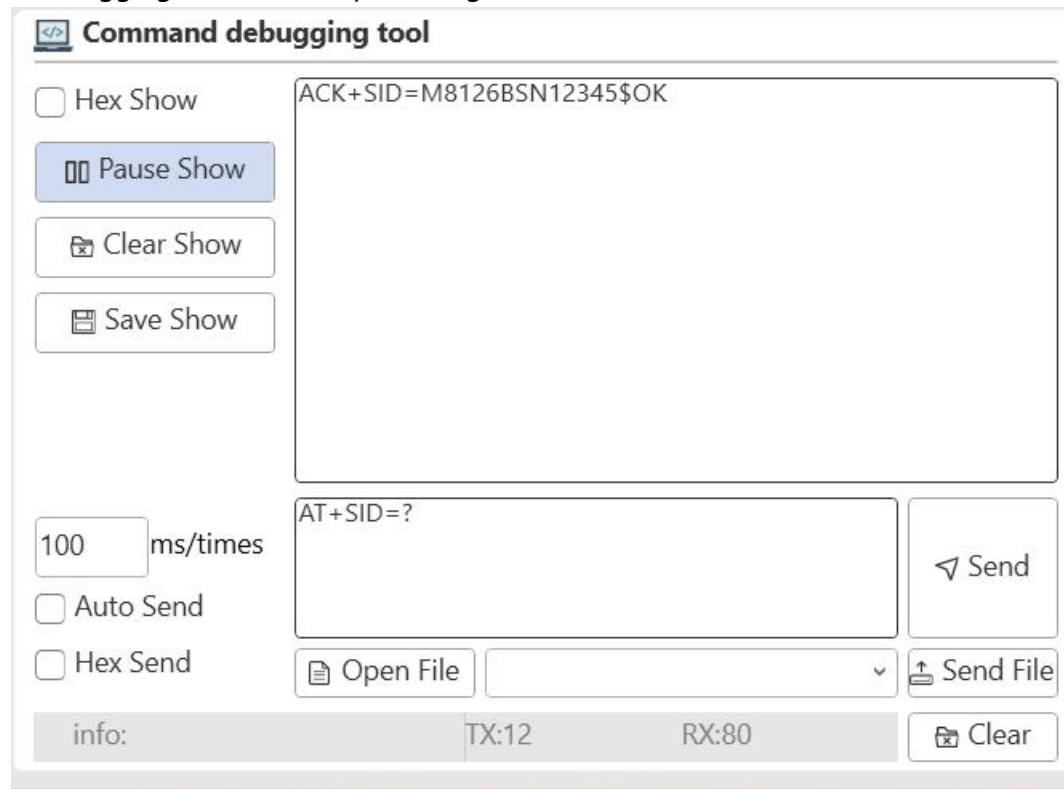 Command debugging tool
Hex Show
ACK+SID=M8126BSN12345$OK
Pause Show
Clear Show
Save Show
AT+SID=?
100 ms/times
Send
Auto Send
Hex Send
Open File
Send File
info:
TX:12
RX:80
Clear